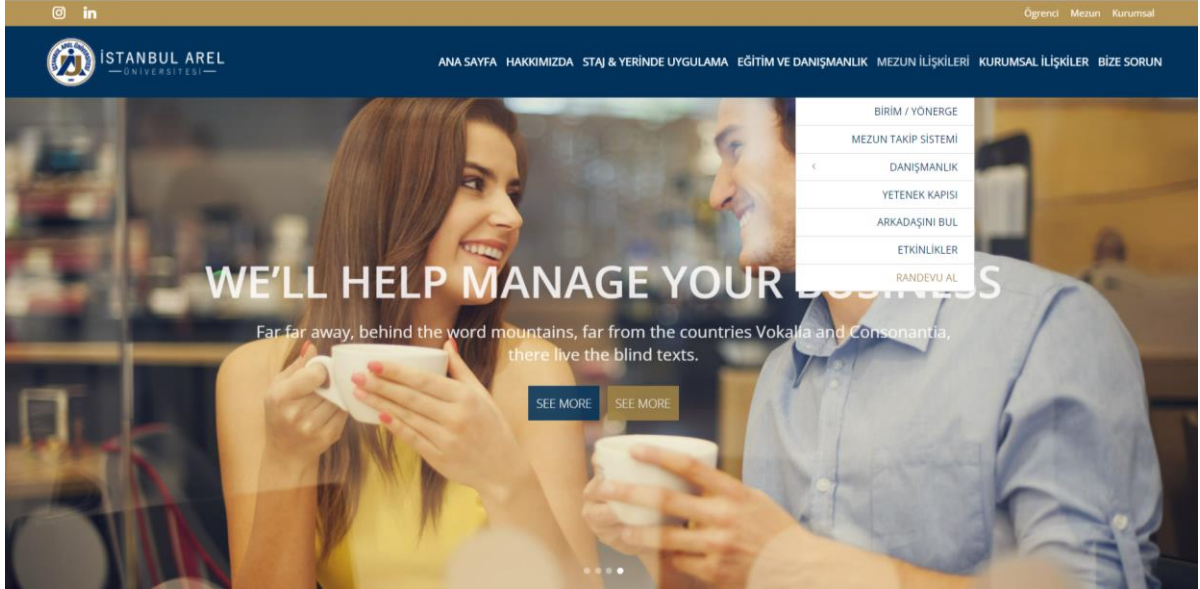 Ögrenci Mezun Kurumsal
İSTANBUL AREL
ÜNİVERSİTESİ
ANA SAYFA HAKKIMIZDA STAJ & YERİNDE UYGULAMA EĞİTİM VE DANIŞMANLIK MEZUN İLİŞKİLERİ KURUMSAL İLİŞKİLER BİZE SORUN
BİRİM / YÖNERGE
MEZUN TAKİP SİSTEMİ
DANIŞMANLIK
YETENEK KAPISI
ARKADAŞINI BUL
ETKİNLİKLER
RANDEVU AL
WE'LL HELP MANAGE YOUR BUSINESS
Far far away, behind the word mountains, far from the countries Vokalia and Consonantia,
there live the blind texts.
SEE MORE SEE MORE